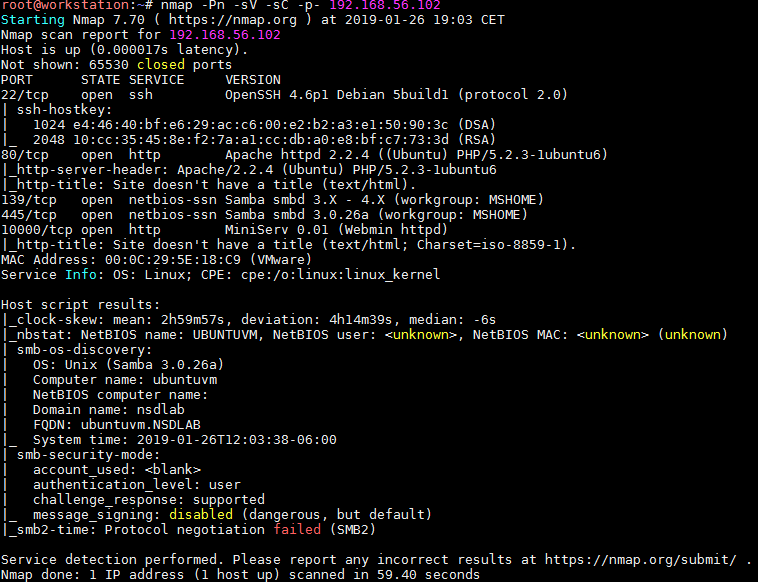 root@workstation:~# nmap -Pn -sV -sC -p- 192.168.56.102
Starting Nmap 7.70 ( https://nmap.org ) at 2019-01-26 19:03 CET
Nmap scan report for 192.168.56.102
Host is up (0.000017s latency).
Not shown: 65530 closed ports
PORT      STATE SERVICE     VERSION
22/tcp    open  ssh         OpenSSH 4.6p1 Debian 5build1 (protocol 2.0)
| ssh-hostkey:
|   1024 e4:46:40:bf:e6:29:ac:c6:00:e2:b2:a3:e1:50:90:3c (DSA)
|_  2048 10:cc:35:45:8e:f2:7a:a1:cc:db:a0:e8:bf:c7:73:3d (RSA)
80/tcp    open  http        Apache httpd 2.2.4 ((Ubuntu) PHP/5.2.3-1ubuntu6)
|_http-server-header: Apache/2.2.4 (Ubuntu) PHP/5.2.3-1ubuntu6
|_http-title: Site doesn't have a title (text/html).
139/tcp   open  netbios-ssn Samba smbd 3.X - 4.X (workgroup: MSHOME)
445/tcp   open  netbios-ssn Samba smbd 3.0.26a (workgroup: MSHOME)
10000/tcp open  http        MiniServ 0.01 (Webmin httpd)
|_http-title: Site doesn't have a title (text/html; Charset=iso-8859-1).
MAC Address: 00:0C:29:5E:18:C9 (VMware)
Service Info: OS: Linux; CPE: cpe:/o:linux:linux_kernel

Host script results:
|_clock-skew: mean: 2h59m57s, deviation: 4h14m39s, median: -6s
|_nbstat: NetBIOS name: UBUNTUVM, NetBIOS user: <unknown>, NetBIOS MAC: <unknown> (unknown)
| smb-os-discovery:
|   OS: Unix (Samba 3.0.26a)
|   Computer name: ubuntuvm
|   NetBIOS computer name:
|   Domain name: nsdlab
|   FQDN: ubuntuvm.NSDLAB
|_  System time: 2019-01-26T12:03:38-06:00
| smb-security-mode:
|   account_used: <blank>
|   authentication_level: user
|   challenge_response: supported
|_  message_signing: disabled (dangerous, but default)
|_smb2-time: Protocol negotiation failed (SMB2)

Service detection performed. Please report any incorrect results at https://nmap.org/submit/ .
Nmap done: 1 IP address (1 host up) scanned in 59.40 seconds